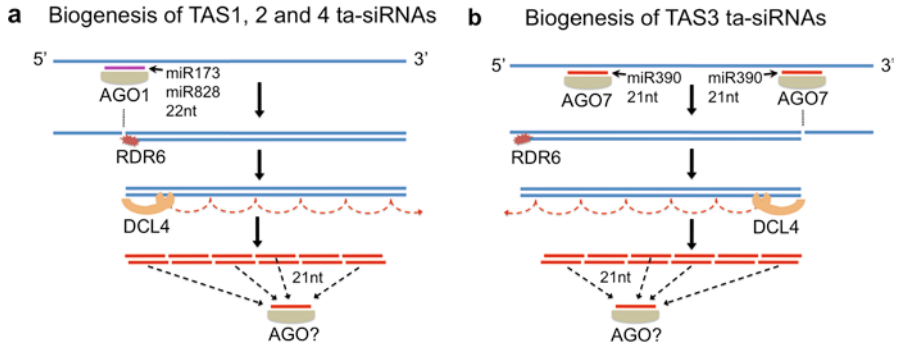 a Biogenesis of TAS1, 2 and 4 ta-siRNAs
5’ 3’
miR173
AGO1 miR828
22nt
RDR6
DCL4
21nt
AGO?
b Biogenesis of TAS3 ta-siRNAs
5’ 3’
miR390 miR390
AGO7 21nt 21nt AGO7
RDR6
DCL4
21nt
AGO?